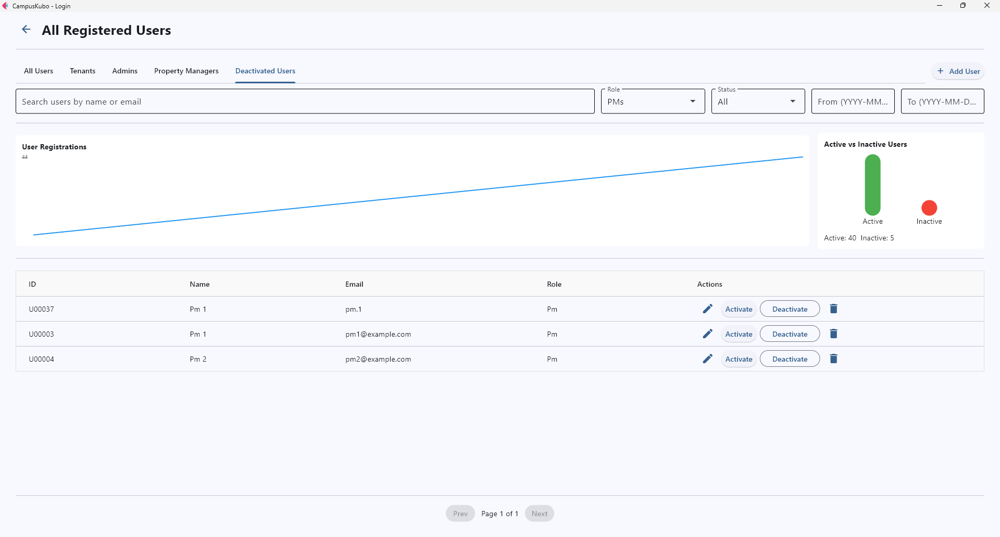 CampusKubo - Login
All Registered Users
All Users Tenants Admins Property Managers Deactivated Users
+ Add User
Search users by name or email
Role
PMs
Status
All
From (YYYY-MM...
To (YYYY-MM-D...
User Registrations
44
Active vs Inactive Users
Active Inactive
Active: 40 Inactive: 5
ID Name Email Role Actions
U00037 Pm 1 pm.1 Pm Activate Deactivate
U00003 Pm 1 pm1@example.com Pm Activate Deactivate
U00004 Pm 2 pm2@example.com Pm Activate Deactivate
Prev Page 1 of 1 Next